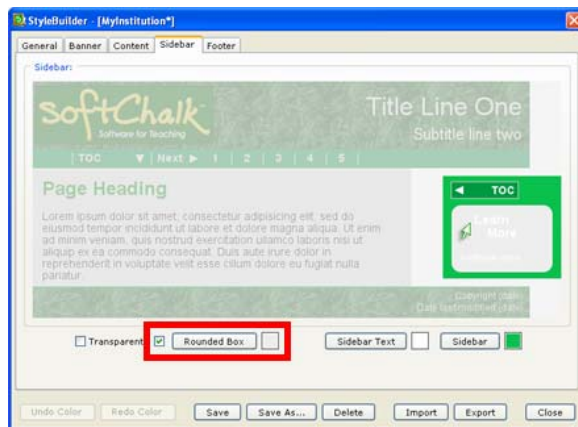 StyleBuilder - [MyInstitution*]
General Banner Content Sidebar Footer
Sidebar:
SoftChalk
Software for Teaching
Title Line One
Subtitle line two
TOC ▼ | Next ► 1 | 2 | 3 | 4 | 5 |
Page Heading
Lorem ipsum dolor sit amet, consectetur adipisicing elit, sed do
eiusmod tempor incididunt ut labore et dolore magna aliqua. Ut enim
ad minim veniam, quis nostrud exercitation ullamco laboris nisi ut
aliquip ex ea commodo consequat. Duis aute irure dolor in
reprehenderit in voluptate velit esse cillum dolore eu fugiat nulla
pariatur.
◄ TOC
Learn
More
Copyright (date)
Date last modified (date)
Transparent Rounded Box Sidebar Text Sidebar
Undo Color Redo Color Save Save As... Delete Import Export Close